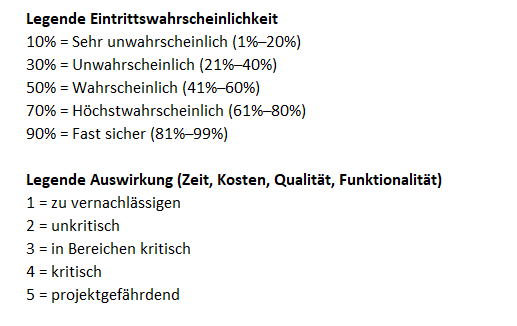 Legende Eintrittswahrscheinlichkeit
10% = Sehr unwahrscheinlich (1%–20%)
30% = Unwahrscheinlich (21%–40%)
50% = Wahrscheinlich (41%–60%)
70% = Höchstwahrscheinlich (61%–80%)
90% = Fast sicher (81%–99%)
Legende Auswirkung (Zeit, Kosten, Qualität, Funktionalität)
1 = zu vernachlässigen
2 = unkritisch
3 = in Bereichen kritisch
4 = kritisch
5 = projektgefährdend